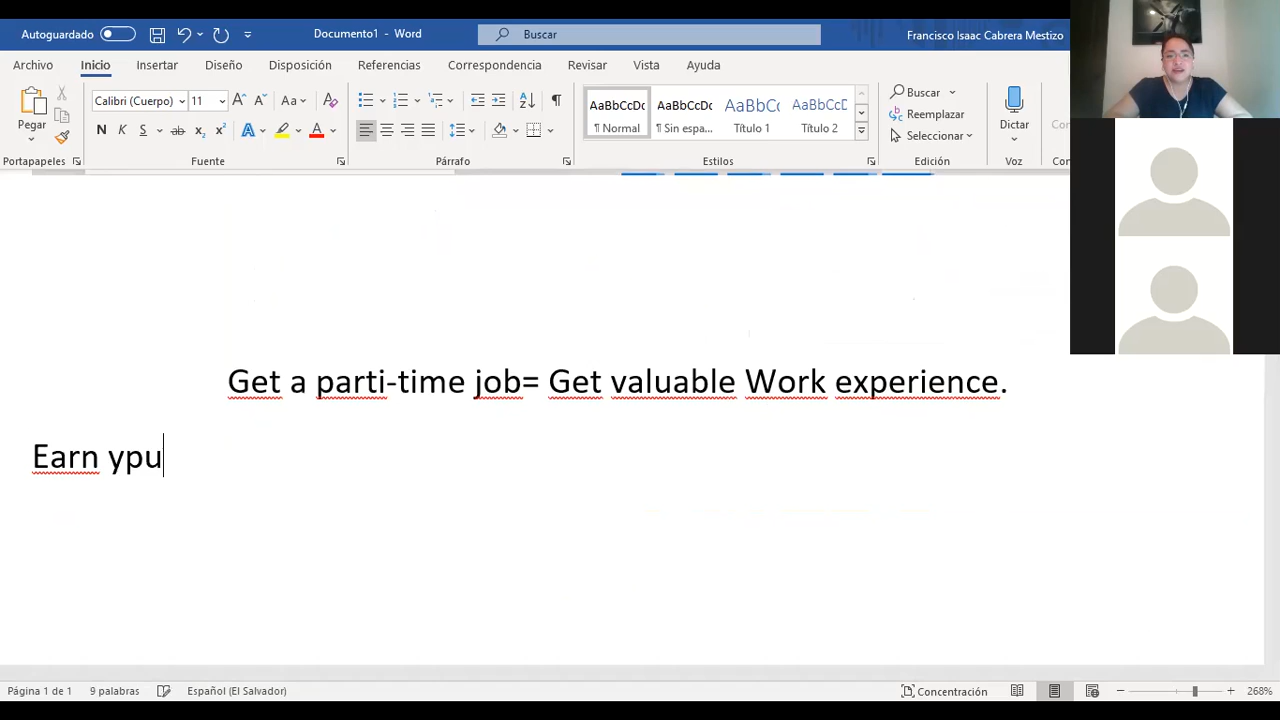 Autoguardado
Documento1 - Word
Buscar
Francisco Isaac Cabrera Mestizo
Archivo Inicio Insertar Diseño Disposición Referencias Correspondencia Revisar Vista Ayuda
Pegar
Calibri (Cuerpo) 11
N K S ab
AaBbCcDc ¶ Normal
AaBbCcDc ¶ Sin espa...
AaBbCc Título 1
AaBbCcD Título 2
Buscar
Reemplazar
Seleccionar
Dictar
Portapapeles Fuente Párrafo Estilos Edición Voz
Get a parti-time job= Get valuable Work experience.
Earn ypu
Página 1 de 1 9 palabras Español (El Salvador) Concentración 268%